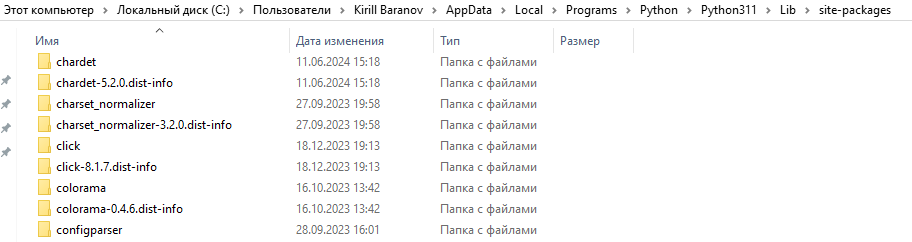 Этот компьютер > Локальный диск (C:) > Пользователи > Kirill Baranov > AppData > Local > Programs > Python > Python311 > Lib > site-packages
Имя Дата изменения Тип Размер
chardet 11.06.2024 15:18 Папка с файлами
chardet-5.2.0.dist-info 11.06.2024 15:18 Папка с файлами
charset_normalizer 27.09.2023 19:58 Папка с файлами
charset_normalizer-3.2.0.dist-info 27.09.2023 19:58 Папка с файлами
click 18.12.2023 19:13 Папка с файлами
click-8.1.7.dist-info 18.12.2023 19:13 Папка с файлами
colorama 16.10.2023 13:42 Папка с файлами
colorama-0.4.6.dist-info 16.10.2023 13:42 Папка с файлами
configparser 28.09.2023 16:01 Папка с файлами